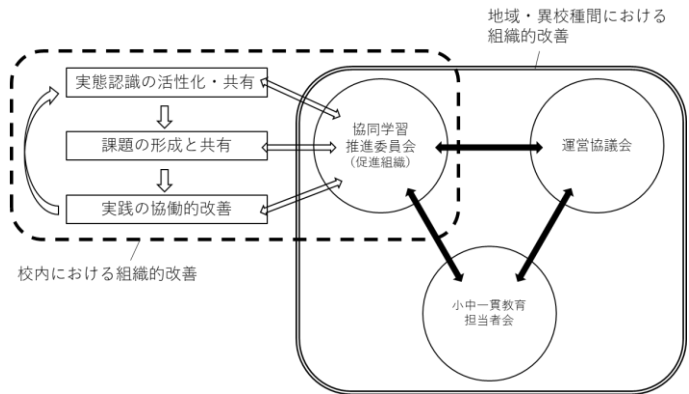 地域・異校種間における
組織的改善
実態認識の活性化・共有
課題の形成と共有
実践の協働的改善
協同学習
推進委員会
(促進組織)
運営協議会
校内における組織的改善
小中一貫教育
担当者会